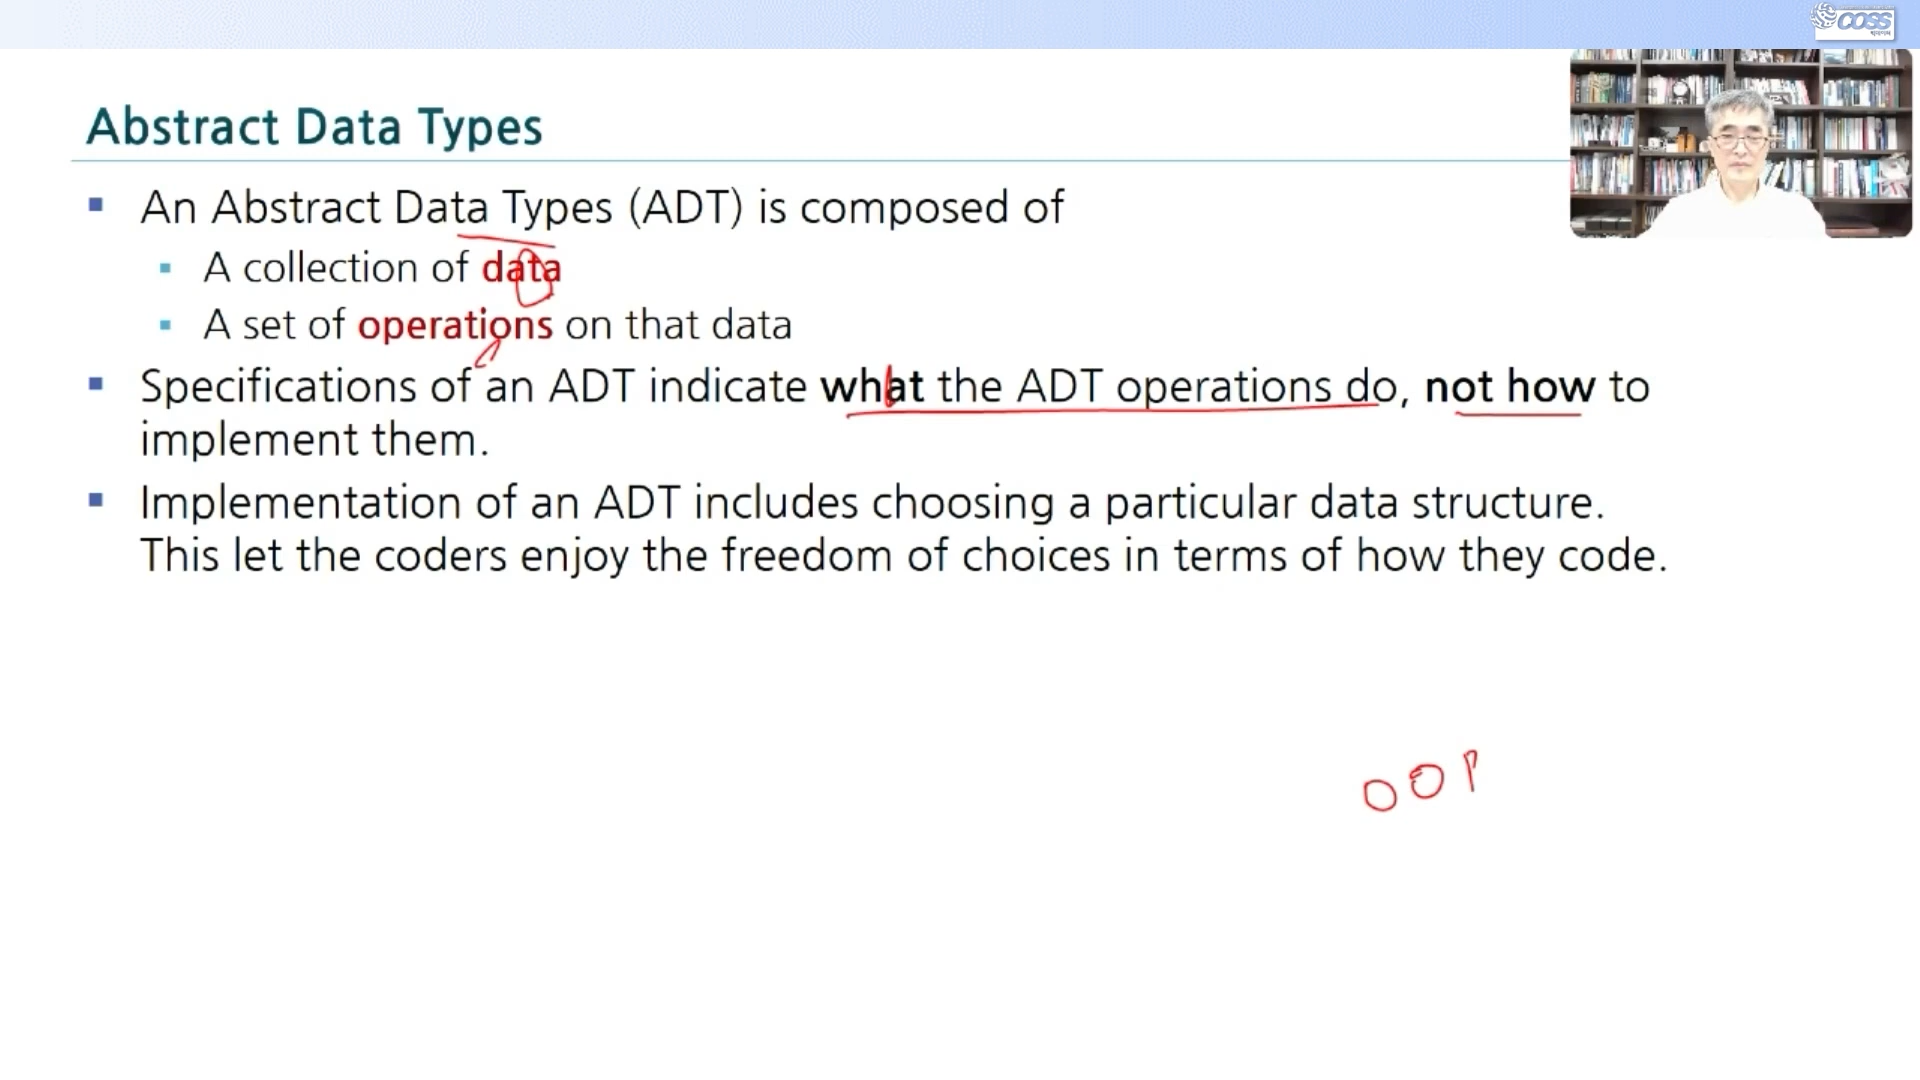 COSS
Abstract Data Types
An Abstract Data Types (ADT) is composed of
A collection of data
A set of operations on that data
Specifications of an ADT indicate what the ADT operations do, not how to
implement them.
Implementation of an ADT includes choosing a particular data structure.
This let the coders enjoy the freedom of choices in terms of how they code.
OOP